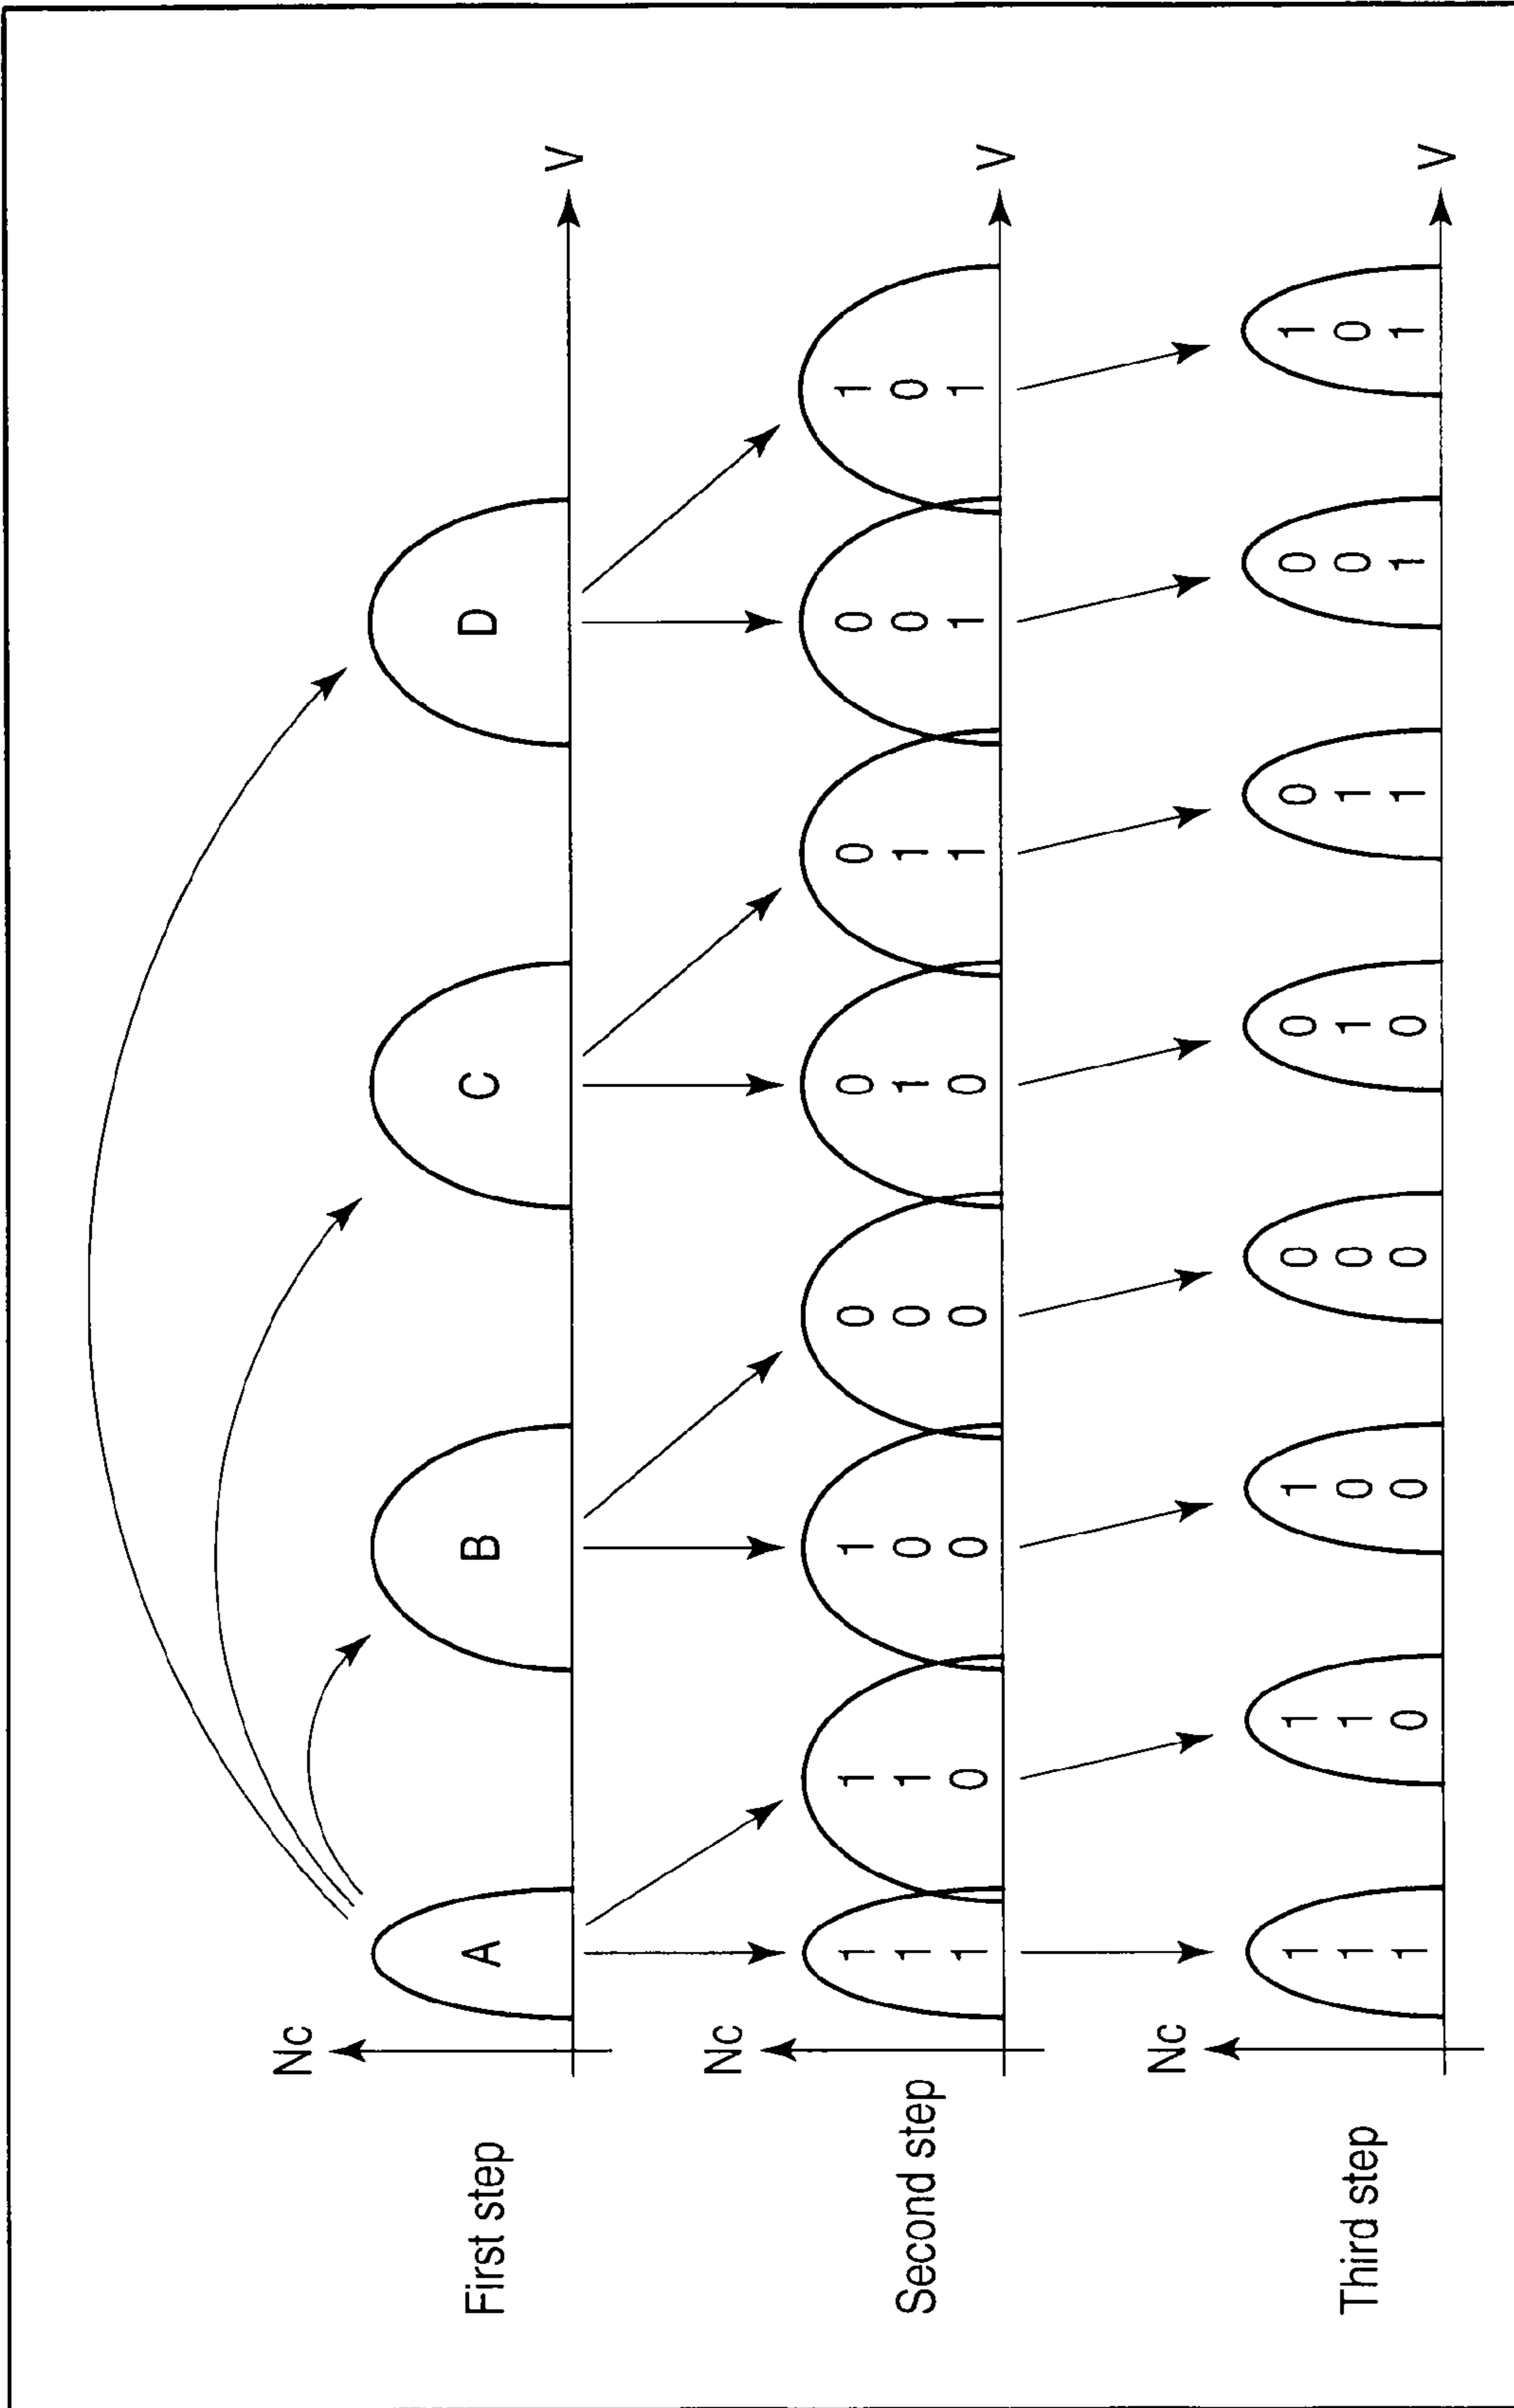 Nc
First step A B C D
V
Nc
1 1 1 0 0 0 0 1
Second step 1 1 0 0 1 1 0 0
1 0 0 0 0 1 1 1
V
Nc
1 1 1 0 0 0 0 1
Third step 1 1 0 0 1 1 0 0
1 0 0 0 0 1 1 1
V